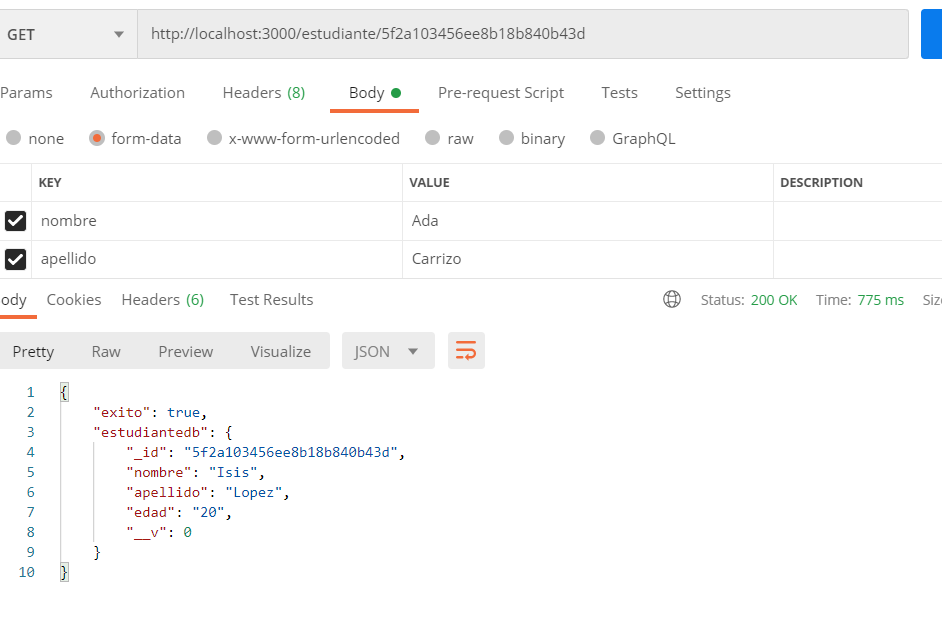 GET http://localhost:3000/estudiante/5f2a103456ee8b18b840b43d
Params Authorization Headers (8) Body Pre-request Script Tests Settings
none form-data x-www-form-urlencoded raw binary GraphQL
KEY VALUE DESCRIPTION
nombre Ada
apellido Carrizo
ody Cookies Headers (6) Test Results Status: 200 OK Time: 775 ms Size
Pretty Raw Preview Visualize JSON
1 {
2 "exito": true,
3 "estudiantedb": {
4 "_id": "5f2a103456ee8b18b840b43d",
5 "nombre": "Isis",
6 "apellido": "Lopez",
7 "edad": "20",
8 "__v": 0
9 }
10 }